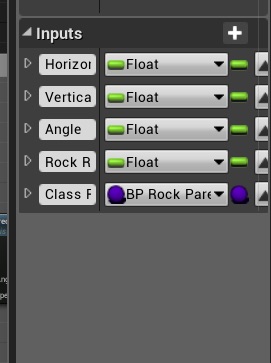 Inputs
Horizor Float
Vertica Float
Angle Float
Rock R Float
Class F BP Rock Pare